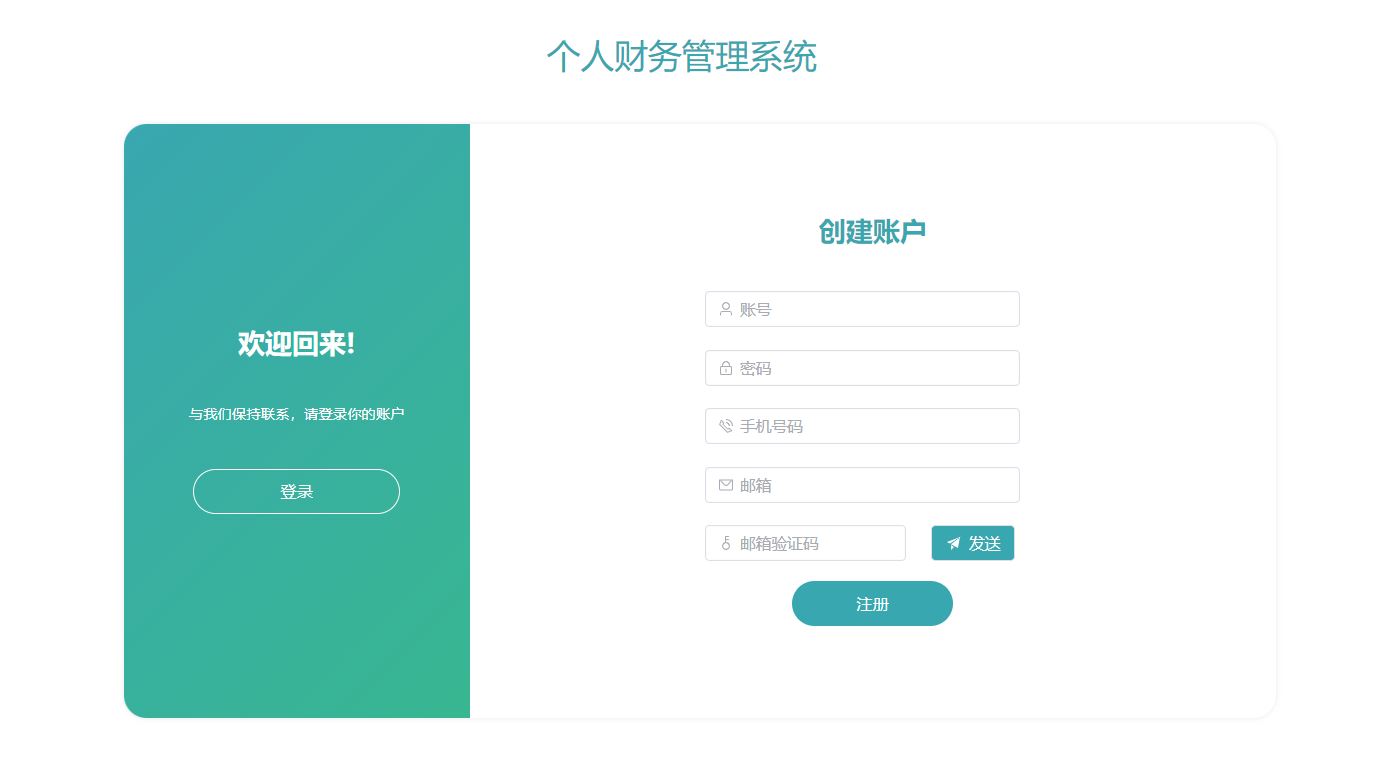 个人财务管理系统
欢迎回来!
与我们保持联系，请登录你的账户
登录
创建账户
账号
密码
手机号码
邮箱
邮箱验证码
发送
注册